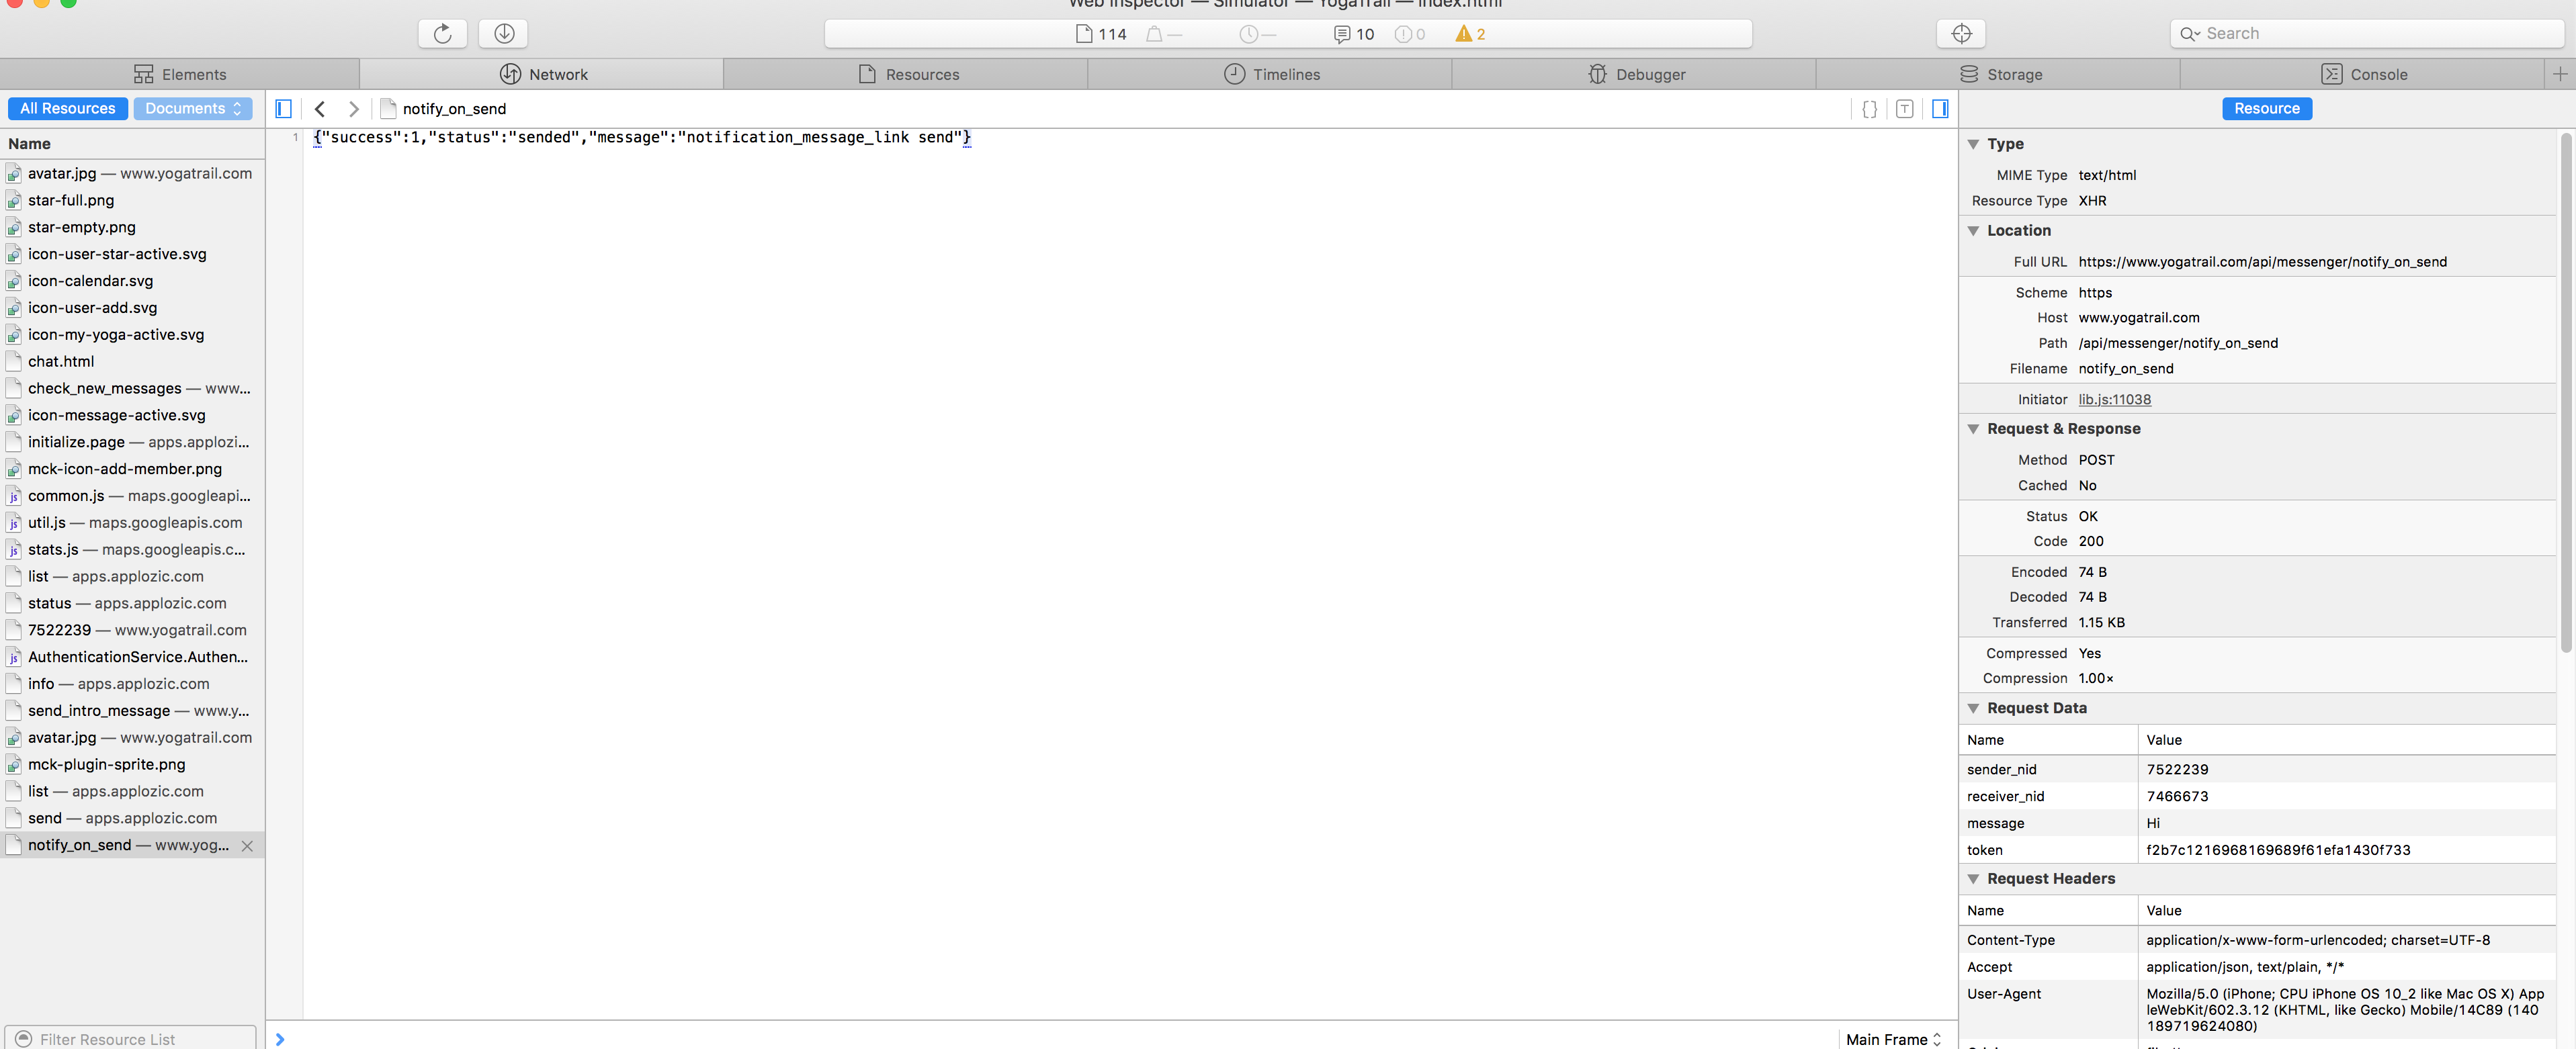 Web Inspector — Simulator — YogaTrail — index.html
114 — — 10 0 2 Search
Elements Network Resources Timelines Debugger Storage Console
All Resources Documents notify_on_send {} T Resource
Name
avatar.jpg — www.yogatrail.com
star-full.png
star-empty.png
icon-user-star-active.svg
icon-calendar.svg
icon-user-add.svg
icon-my-yoga-active.svg
chat.html
check_new_messages — www...
icon-message-active.svg
initialize.page — apps.applozi...
mck-icon-add-member.png
js common.js — maps.googleapi...
js util.js — maps.googleapis.com
js stats.js — maps.googleapis.c...
list — apps.applozic.com
status — apps.applozic.com
7522239 — www.yogatrail.com
js AuthenticationService.Authen...
info — apps.applozic.com
send_intro_message — www.y...
avatar.jpg — www.yogatrail.com
mck-plugin-sprite.png
list — apps.applozic.com
send — apps.applozic.com
notify_on_send — www.yog...
Filter Resource List
1 {"success":1,"status":"sended","message":"notification_message_link send"}
Main Frame
Type
MIME Type text/html
Resource Type XHR
Location
Full URL https://www.yogatrail.com/api/messenger/notify_on_send
Scheme https
Host www.yogatrail.com
Path /api/messenger/notify_on_send
Filename notify_on_send
Initiator lib.js:11038
Request & Response
Method POST
Cached No
Status OK
Code 200
Encoded 74 B
Decoded 74 B
Transferred 1.15 KB
Compressed Yes
Compression 1.00×
Request Data
Name Value
sender_nid 7522239
receiver_nid 7466673
message Hi
token f2b7c1216968169689f61efa1430f733
Request Headers
Name Value
Content-Type application/x-www-form-urlencoded; charset=UTF-8
Accept application/json, text/plain, */*
User-Agent Mozilla/5.0 (iPhone; CPU iPhone OS 10_2 like Mac OS X) App
leWebKit/602.3.12 (KHTML, like Gecko) Mobile/14C89 (140
189719624080)